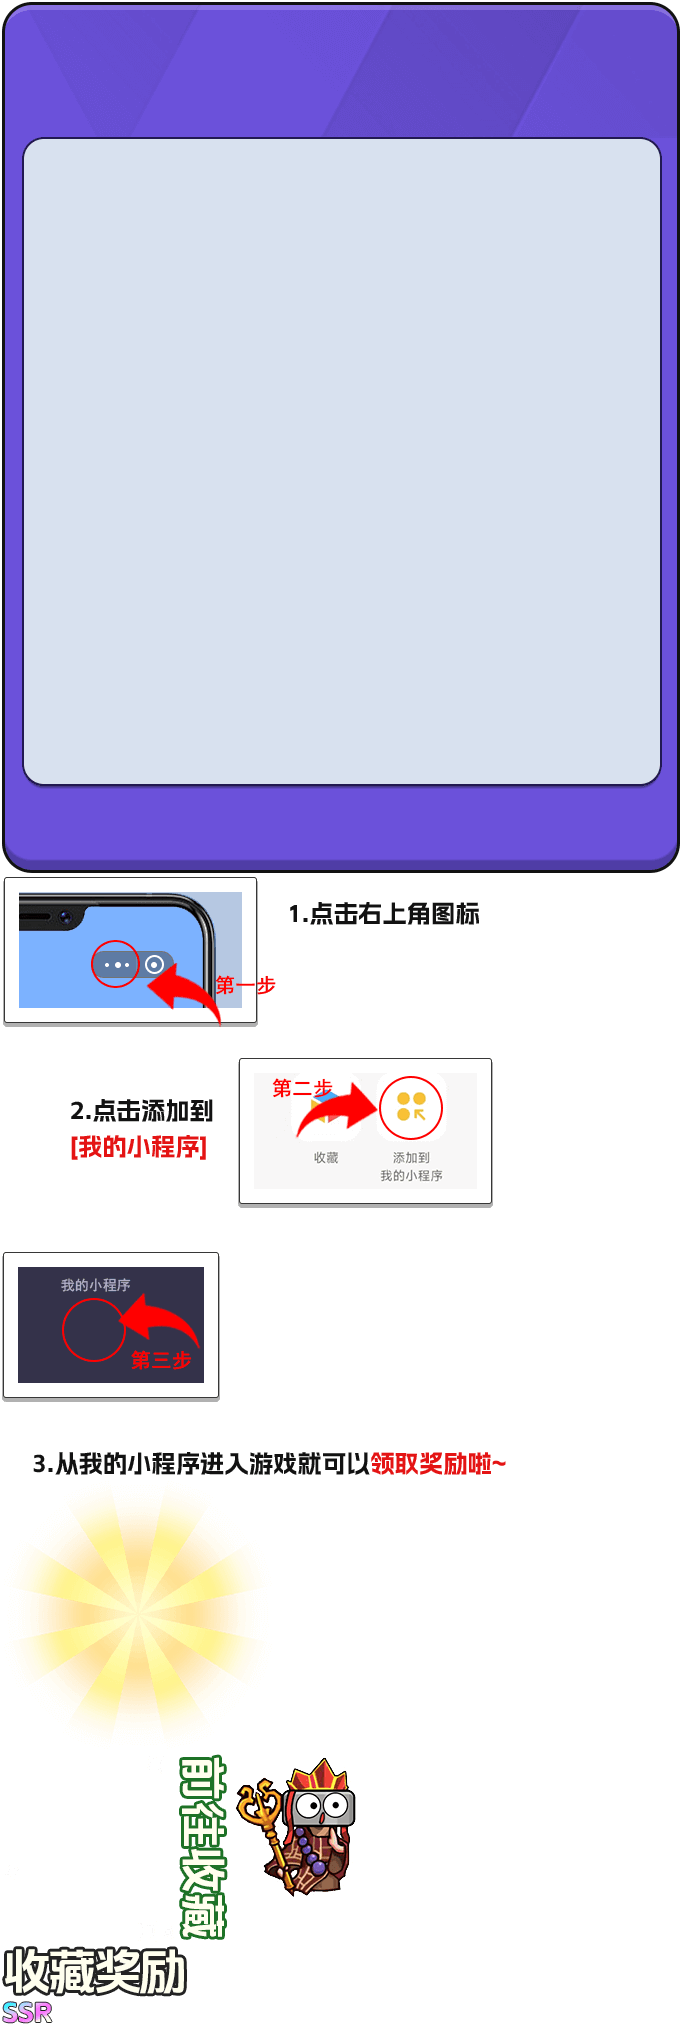 1.点击右上角图标
第一步
第二步
2.点击添加到
[我的小程序]
收藏
添加到
我的小程序
我的小程序
第三步
3.从我的小程序进入游戏就可以领取奖励啦~
前往收藏
收藏奖励
SSR